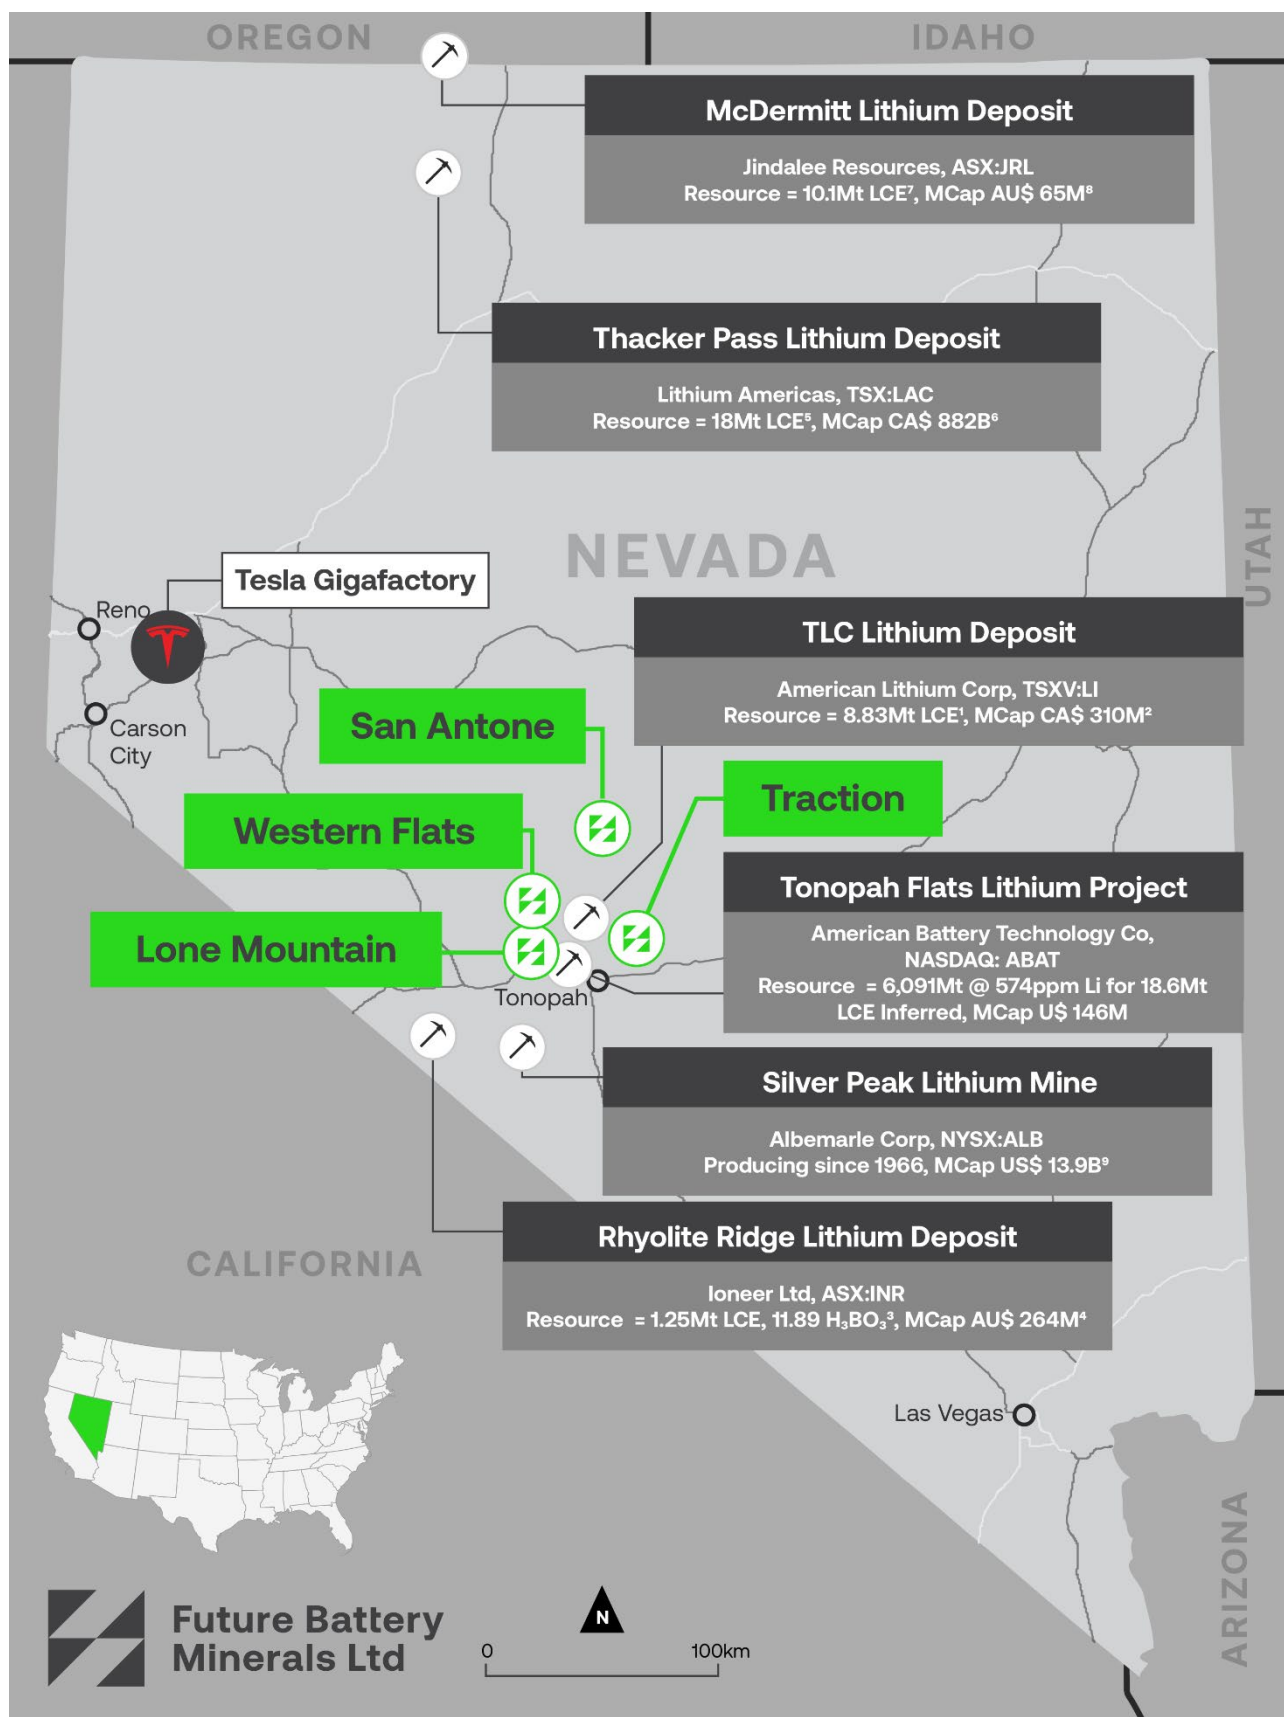 OREGON
IDAHO
McDermitt Lithium Deposit
Jindalee Resources, ASX:JRL
Resource = 10.1Mt LCE⁷, MCap AU$ 65M⁸
Thacker Pass Lithium Deposit
Lithium Americas, TSX:LAC
Resource = 18Mt LCE⁵, MCap CA$ 882B⁶
NEVADA
UTAH
Tesla Gigafactory
Reno
Carson
City
TLC Lithium Deposit
American Lithium Corp, TSXV:LI
Resource = 8.83Mt LCE¹, MCap CA$ 310M²
San Antone
Traction
Western Flats
Lone Mountain
Tonopah Flats Lithium Project
American Battery Technology Co,
NASDAQ: ABAT
Resource = 6,091Mt @ 574ppm Li for 18.6Mt
LCE Inferred, MCap U$ 146M
Tonopah
Silver Peak Lithium Mine
Albemarle Corp, NYSX:ALB
Producing since 1966, MCap US$ 13.9B⁹
Rhyolite Ridge Lithium Deposit
Ioneer Ltd, ASX:INR
Resource = 1.25Mt LCE, 11.89 H₃BO₃³, MCap AU$ 264M⁴
CALIFORNIA
Las Vegas
ARIZONA
Future Battery
Minerals Ltd
N
0
100km